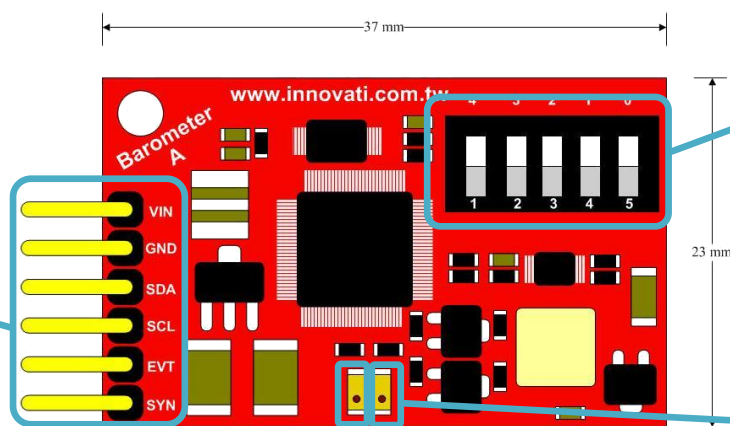 37 mm
www.innovati.com.tw
4 3 2 1 0
Barometer
A
1 2 3 4 5
VIN
GND
23 mm
SDA
SCL
EVT
SYN